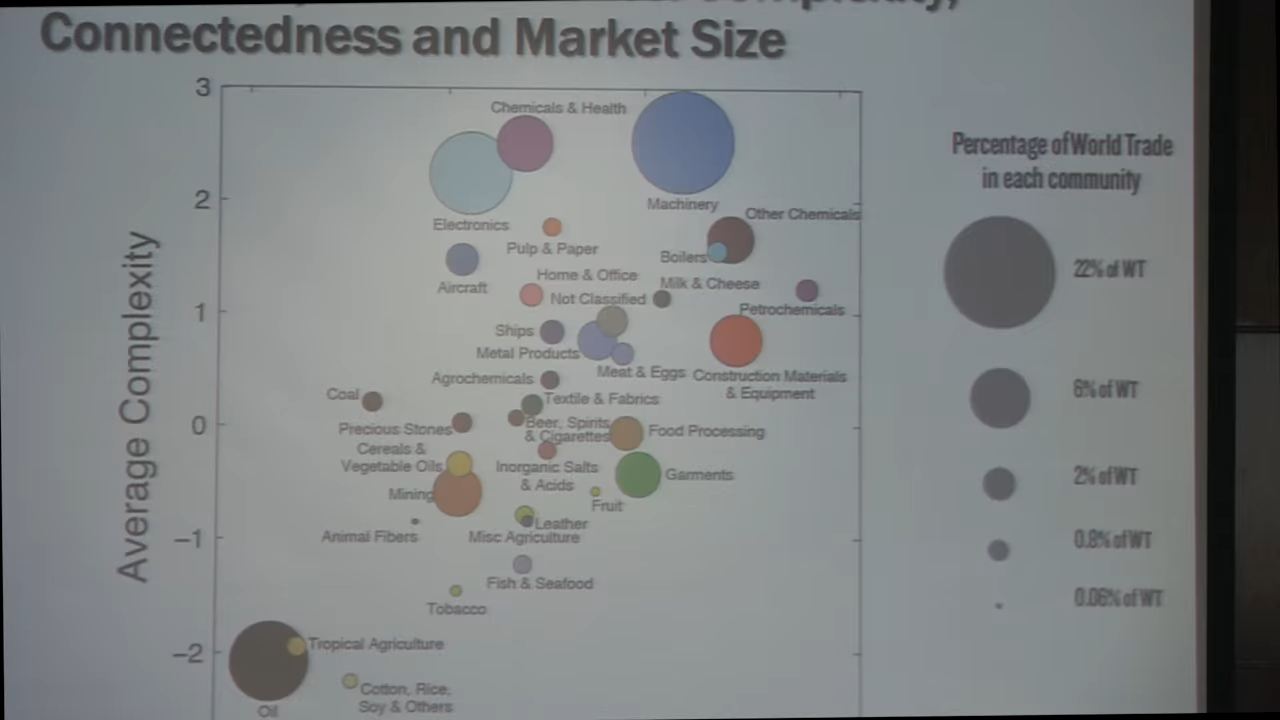 Connectedness and Market Size
3
Chemicals & Health
Percentage of World Trade
in each community
2
Machinery
Other Chemicals
Electronics
Pulp & Paper
Boilers
22% of WT
Home & Office
Aircraft
Milk & Cheese
Not Classified
Petrochemicals
1
Ships
Metal Products
Meat & Eggs
Construction Materials
& Equipment
Agrochemicals
6% of WT
Coal
Textile & Fabrics
0
Precious Stones
Beer, Spirits,
& Cigarettes
Food Processing
Cereals &
Vegetable Oils
Inorganic Salts
& Acids
Garments
2% of WT
Mining
Fruit
Leather
−1
Animal Fibers
Misc Agriculture
0.8% of WT
Fish & Seafood
Tobacco
0.06% of WT
Average Complexity
−2
Tropical Agriculture
Cotton, Rice,
Soy & Others
Oil